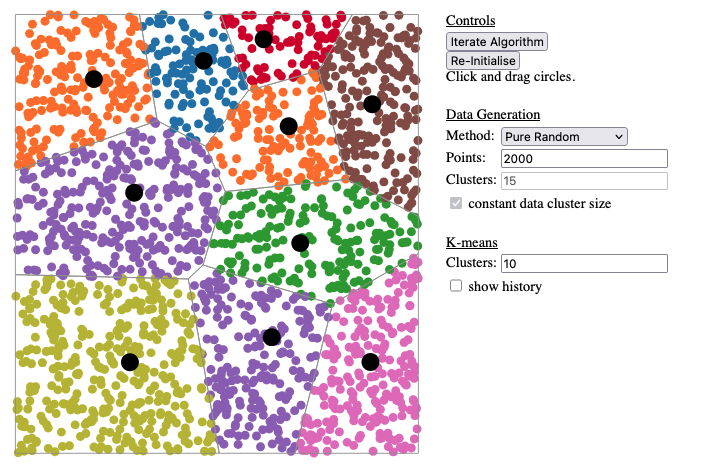 Controls
Iterate Algorithm
Re-Initialise
Click and drag circles.
Data Generation
Method: Pure Random
Points: 2000
Clusters: 15
constant data cluster size
K-means
Clusters: 10
show history